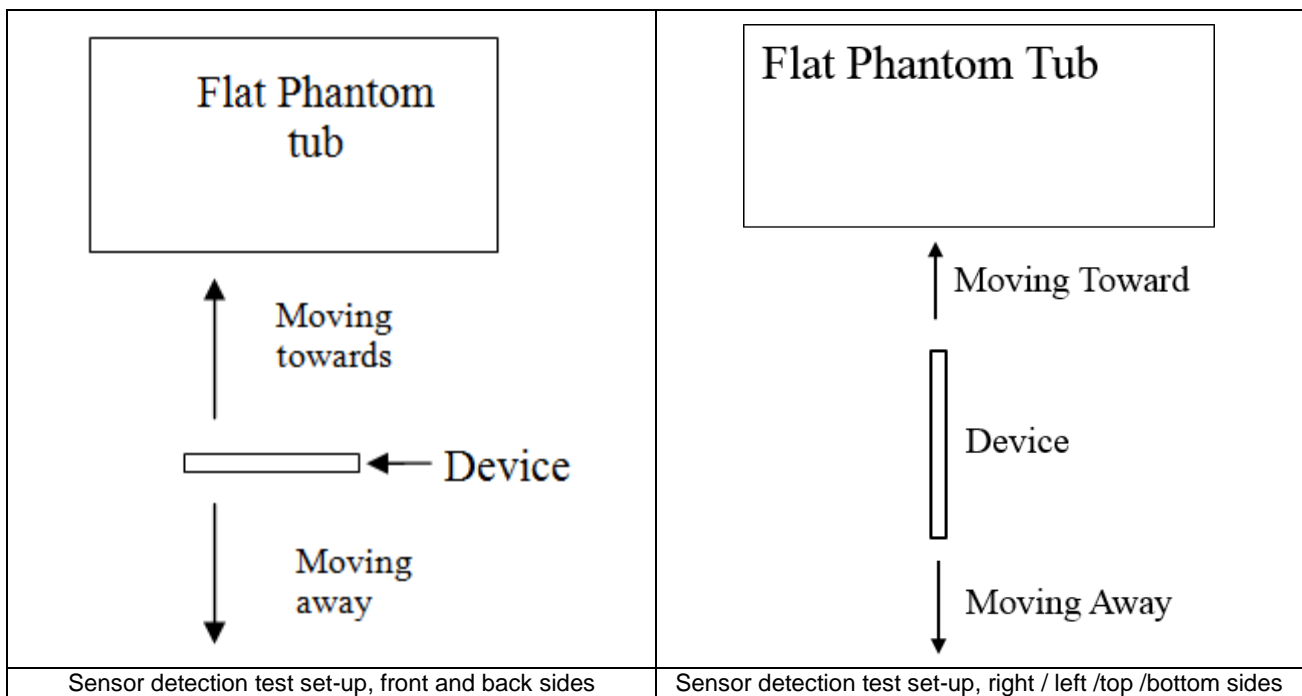 Flat Phantom
tub
Moving
towards
Device
Moving
away
Sensor detection test set-up, front and back sides
Flat Phantom Tub
Moving Toward
Device
Moving Away
Sensor detection test set-up, right / left /top /bottom sides